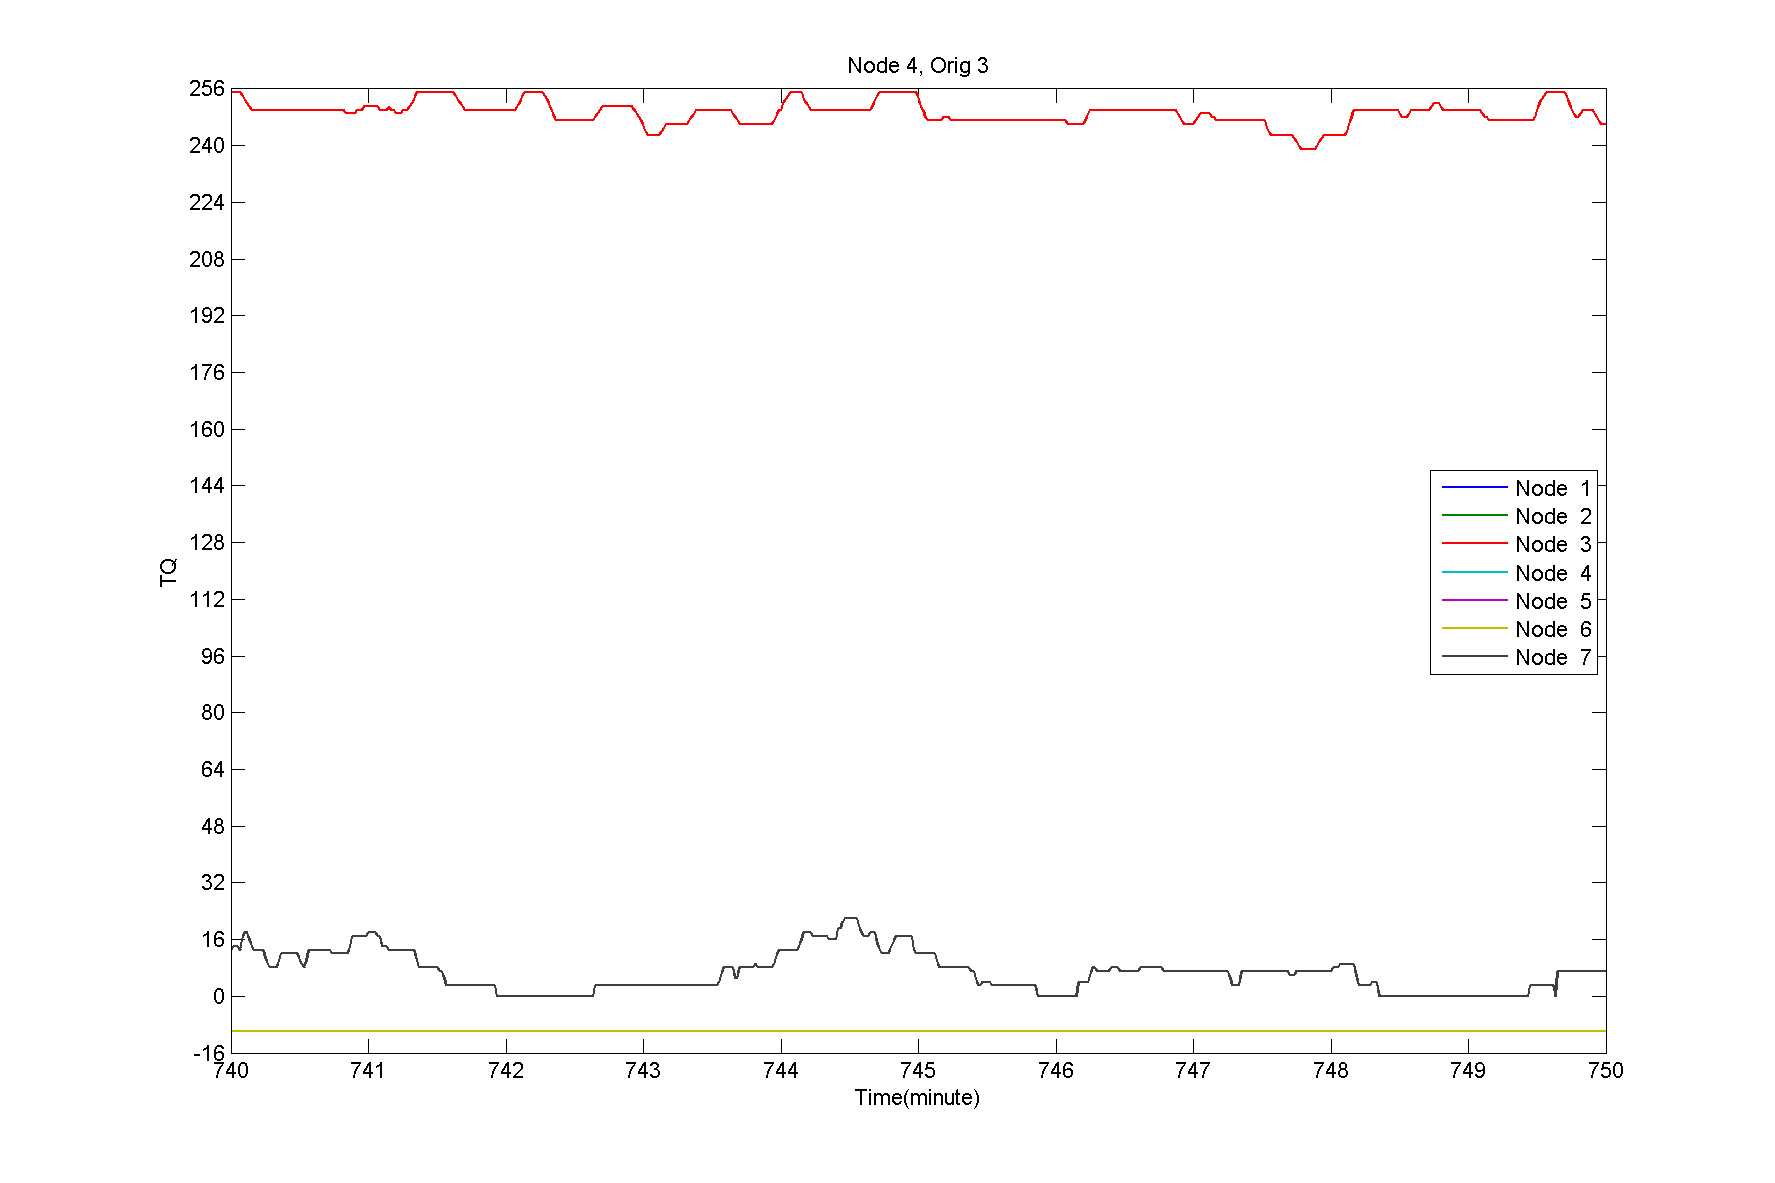 Node 4, Orig 3
256
240
224
208
192
176
160
144
128
112
96
80
64
48
32
16
0
-16
TQ
Node 1
Node 2
Node 3
Node 4
Node 5
Node 6
Node 7
740 741 742 743 744 745 746 747 748 749 750
Time(minute)